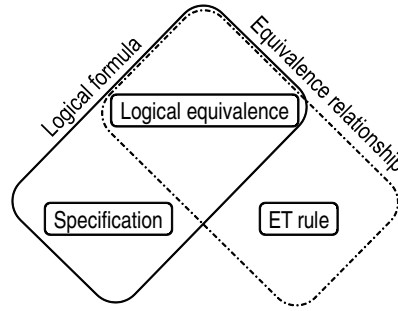 Logical formula
Equivalence relationship
Logical equivalence
Specification
ET rule